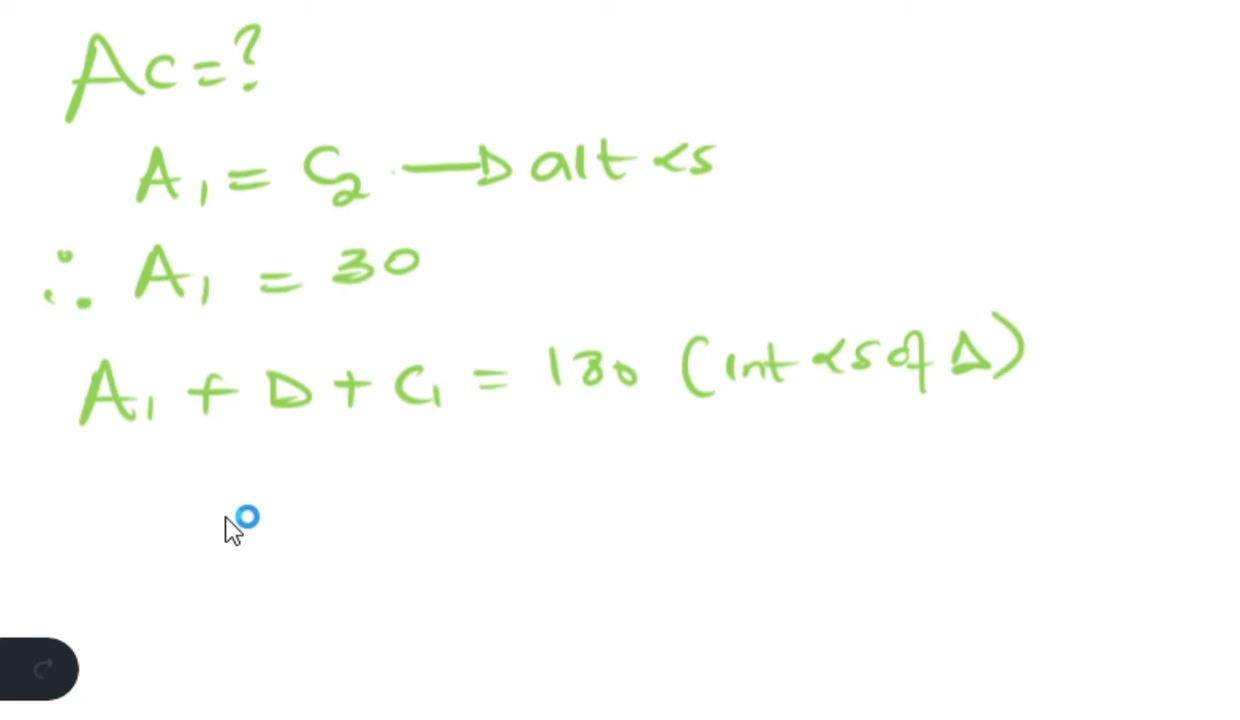 AC=?
A₁ = C₂ → alt <s
∴ A₁ = 30
A₁ + D + C₁ = 180 (int <s of Δ)